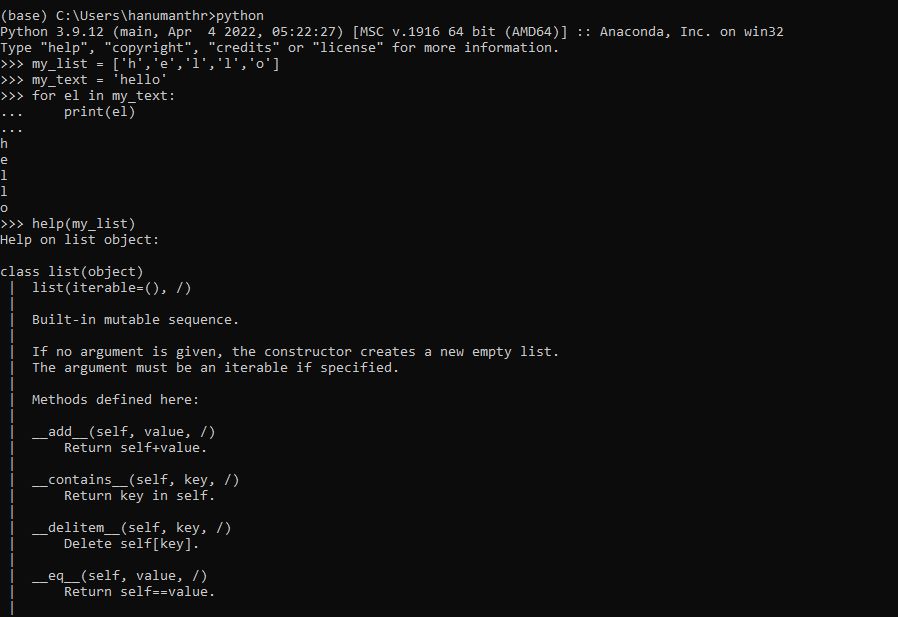 (base) C:\Users\hanumanthr>python
Python 3.9.12 (main, Apr  4 2022, 05:22:27) [MSC v.1916 64 bit (AMD64)] :: Anaconda, Inc. on win32
Type "help", "copyright", "credits" or "license" for more information.
>>> my_list = ['h','e','l','l','o']
>>> my_text = 'hello'
>>> for el in my_text:
...     print(el)
...
h
e
l
l
o
>>> help(my_list)
Help on list object:

class list(object)
 |  list(iterable=(), /)
 |
 |  Built-in mutable sequence.
 |
 |  If no argument is given, the constructor creates a new empty list.
 |  The argument must be an iterable if specified.
 |
 |  Methods defined here:
 |
 |  __add__(self, value, /)
 |      Return self+value.
 |
 |  __contains__(self, key, /)
 |      Return key in self.
 |
 |  __delitem__(self, key, /)
 |      Delete self[key].
 |
 |  __eq__(self, value, /)
 |      Return self==value.
 |